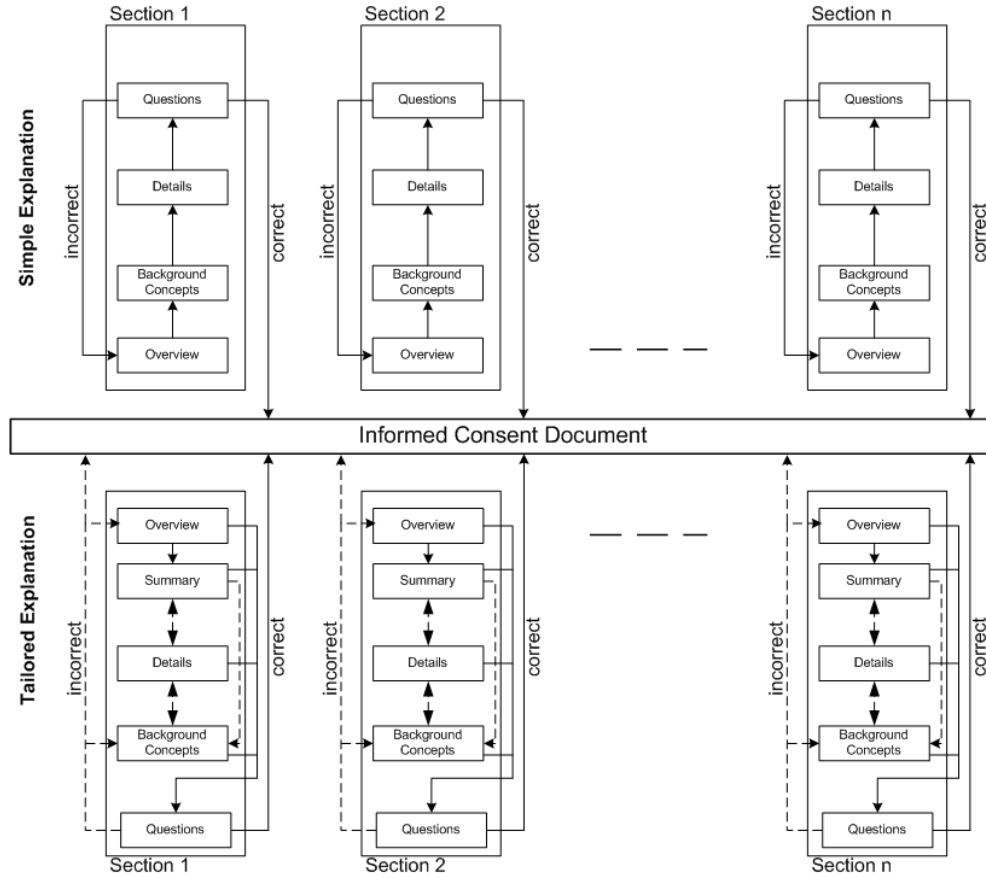 Section 1
Section 2
Section n
Simple Explanation
incorrect
Questions
Details
Background
Concepts
Overview
correct
incorrect
Questions
Details
Background
Concepts
Overview
correct
incorrect
Questions
Details
Background
Concepts
Overview
correct
Informed Consent Document
Tailored Explanation
incorrect
Overview
Summary
Details
Background
Concepts
Questions
correct
incorrect
Overview
Summary
Details
Background
Concepts
Questions
correct
incorrect
Overview
Summary
Details
Background
Concepts
Questions
correct
Section 1
Section 2
Section n